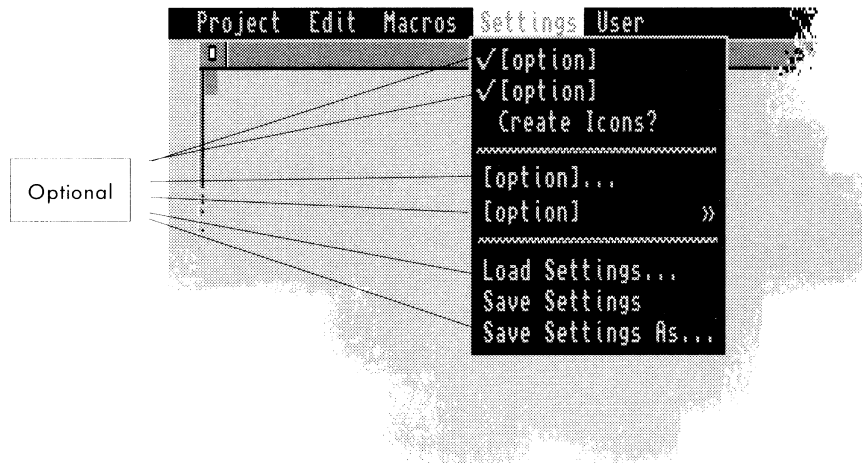 Project Edit Macros Settings User
✓[option]
✓[option]
Create Icons?
[option]...
[option] »
Load Settings...
Save Settings
Save Settings As...
Optional